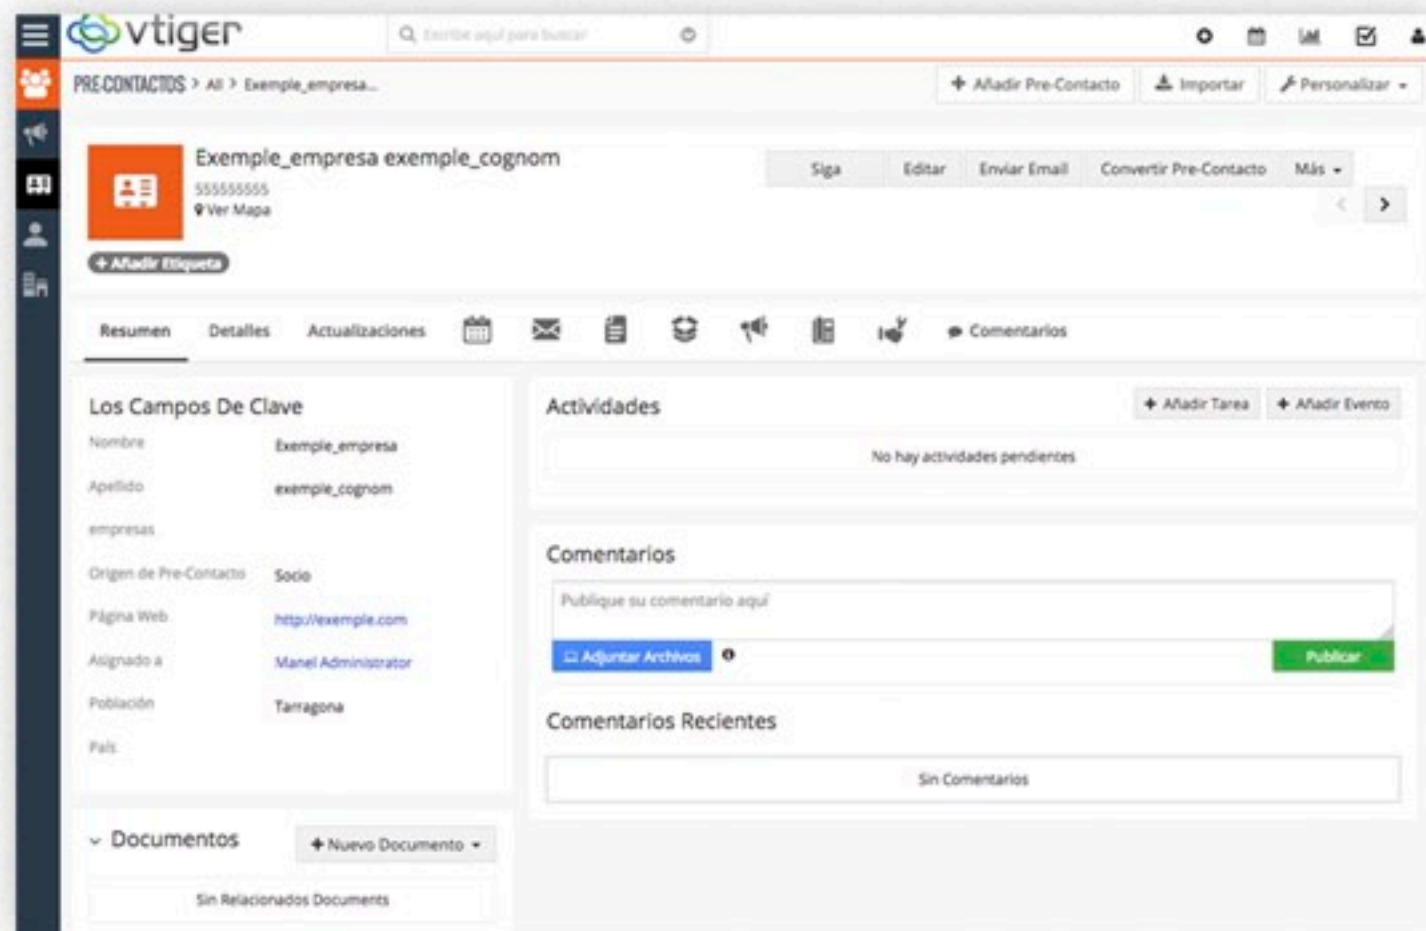 vtiger
Escribe aquí para buscar
PRE-CONTACTOS > All > Exemple_empresa...
+ Añadir Pre-Contacto
Importar
Personalizar
Exemple_empresa exemple_cognom
555555555
Ver Mapa
Siga
Editar
Enviar Email
Convertir Pre-Contacto
Más
+ Añadir Etiqueta
Resumen
Detalles
Actualizaciones
Comentarios
Los Campos De Clave
Nombre Exemple_empresa
Apellido exemple_cognom
empresas
Origen de Pre-Contacto Socio
Página Web http://exemple.com
Asignado a Manel Administrator
Población Tarragona
País
Documentos
+ Nuevo Documento
Sin Relacionados Documents
Actividades
+ Añadir Tarea
+ Añadir Evento
No hay actividades pendientes
Comentarios
Publique su comentario aquí
Adjuntar Archivos
Publicar
Comentarios Recientes
Sin Comentarios